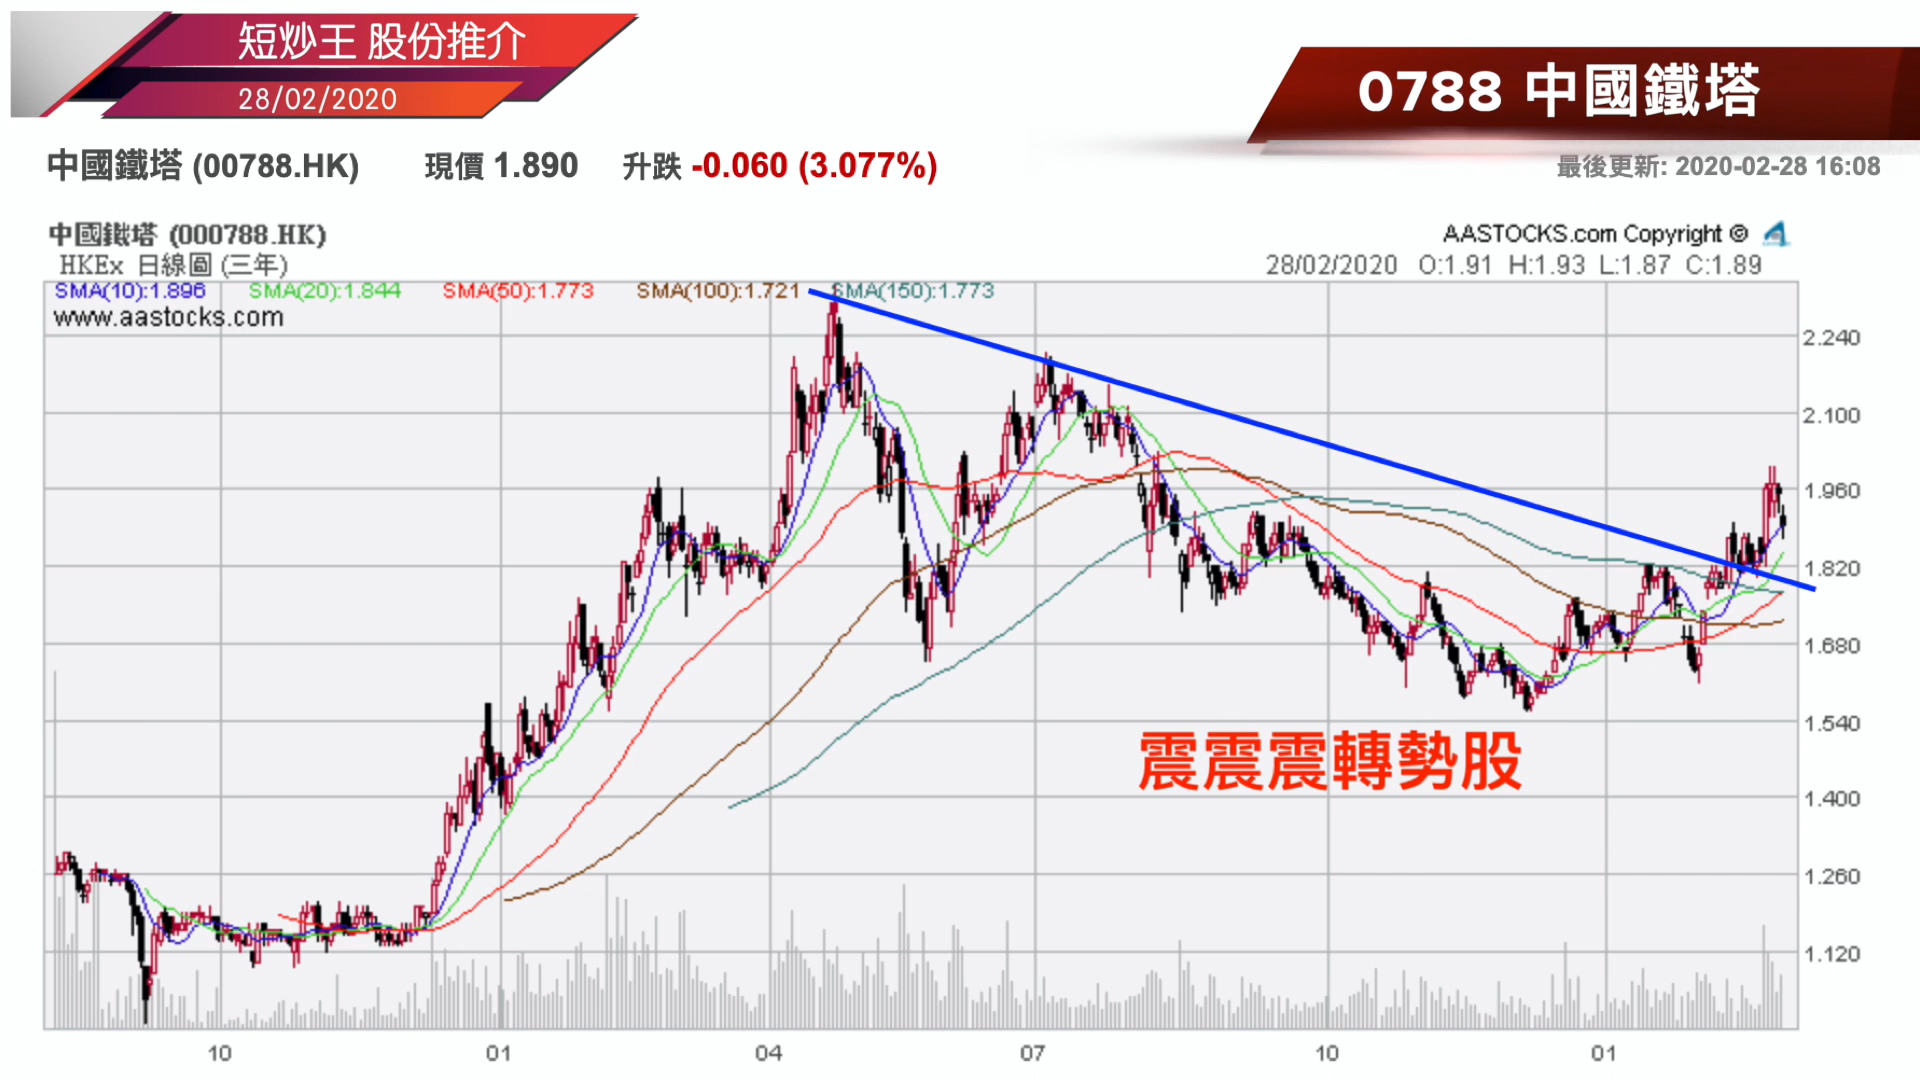 短炒王 股份推介
28/02/2020
0788 中國鐵塔
中國鐵塔 (00788.HK) 現價 1.890 升跌 -0.060 (3.077%)
最後更新: 2020-02-28 16:08
中國鐵塔 (000788.HK)
AASTOCKS.com Copyright ©
HKEx 日線圖 (三年)
28/02/2020 O:1.91 H:1.93 L:1.87 C:1.89
SMA(10):1.896 SMA(20):1.844 SMA(50):1.773 SMA(100):1.721 SMA(150):1.773
www.aastocks.com
2.240
2.100
1.960
1.820
1.680
1.540
震震震轉勢股
1.400
1.260
1.120
10 01 04 07 10 01